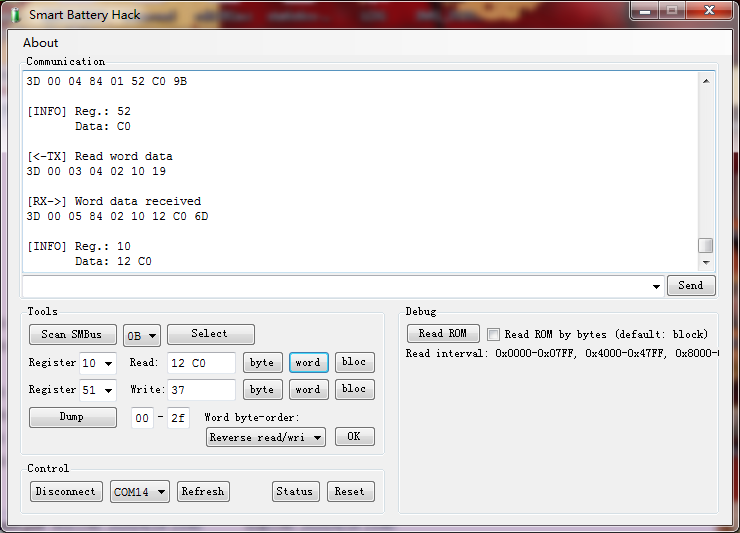 Smart Battery Hack
About
Communication
3D 00 04 84 01 52 C0 9B
[INFO] Reg.: 52
Data: C0
[<-TX] Read word data
3D 00 03 04 02 10 19
[RX->] Word data received
3D 00 05 84 02 10 12 C0 6D
[INFO] Reg.: 10
Data: 12 C0
Send
Tools
Scan SMBus 0B Select
Register 10 Read: 12 C0 byte word bloc
Register 51 Write: 37 byte word bloc
Dump 00 - 2f Word byte-order:
Reverse read/wri OK
Control
Disconnect COM14 Refresh Status Reset
Debug
Read ROM Read ROM by bytes (default: block)
Read interval: 0x0000-0x07FF, 0x4000-0x47FF, 0x8000-